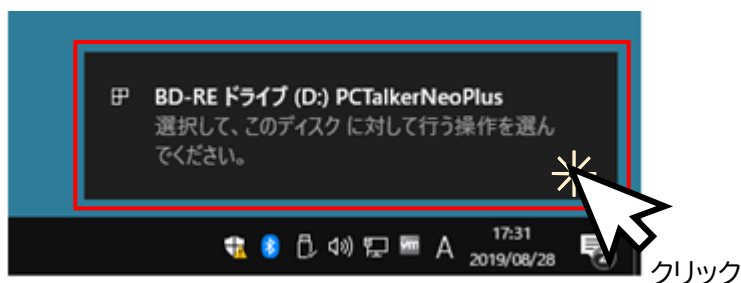 BD-RE ドライブ (D:) PCTalkerNeoPlus
選択して、このディスク に対して行う操作を選ん
でください。
vm
A
17:31
2019/08/28
クリック